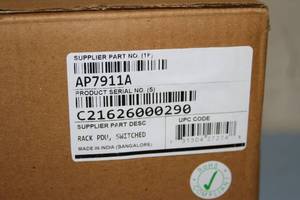 SUPPLIER PART NO. (1P)
AP7911A
PRODUCT SERIAL NO. (S)
C21626000290
SUPPLIER PART DESC
UPC CODE
RACK PDU, SWITCHED
MADE IN INDIA (BANGALORE)